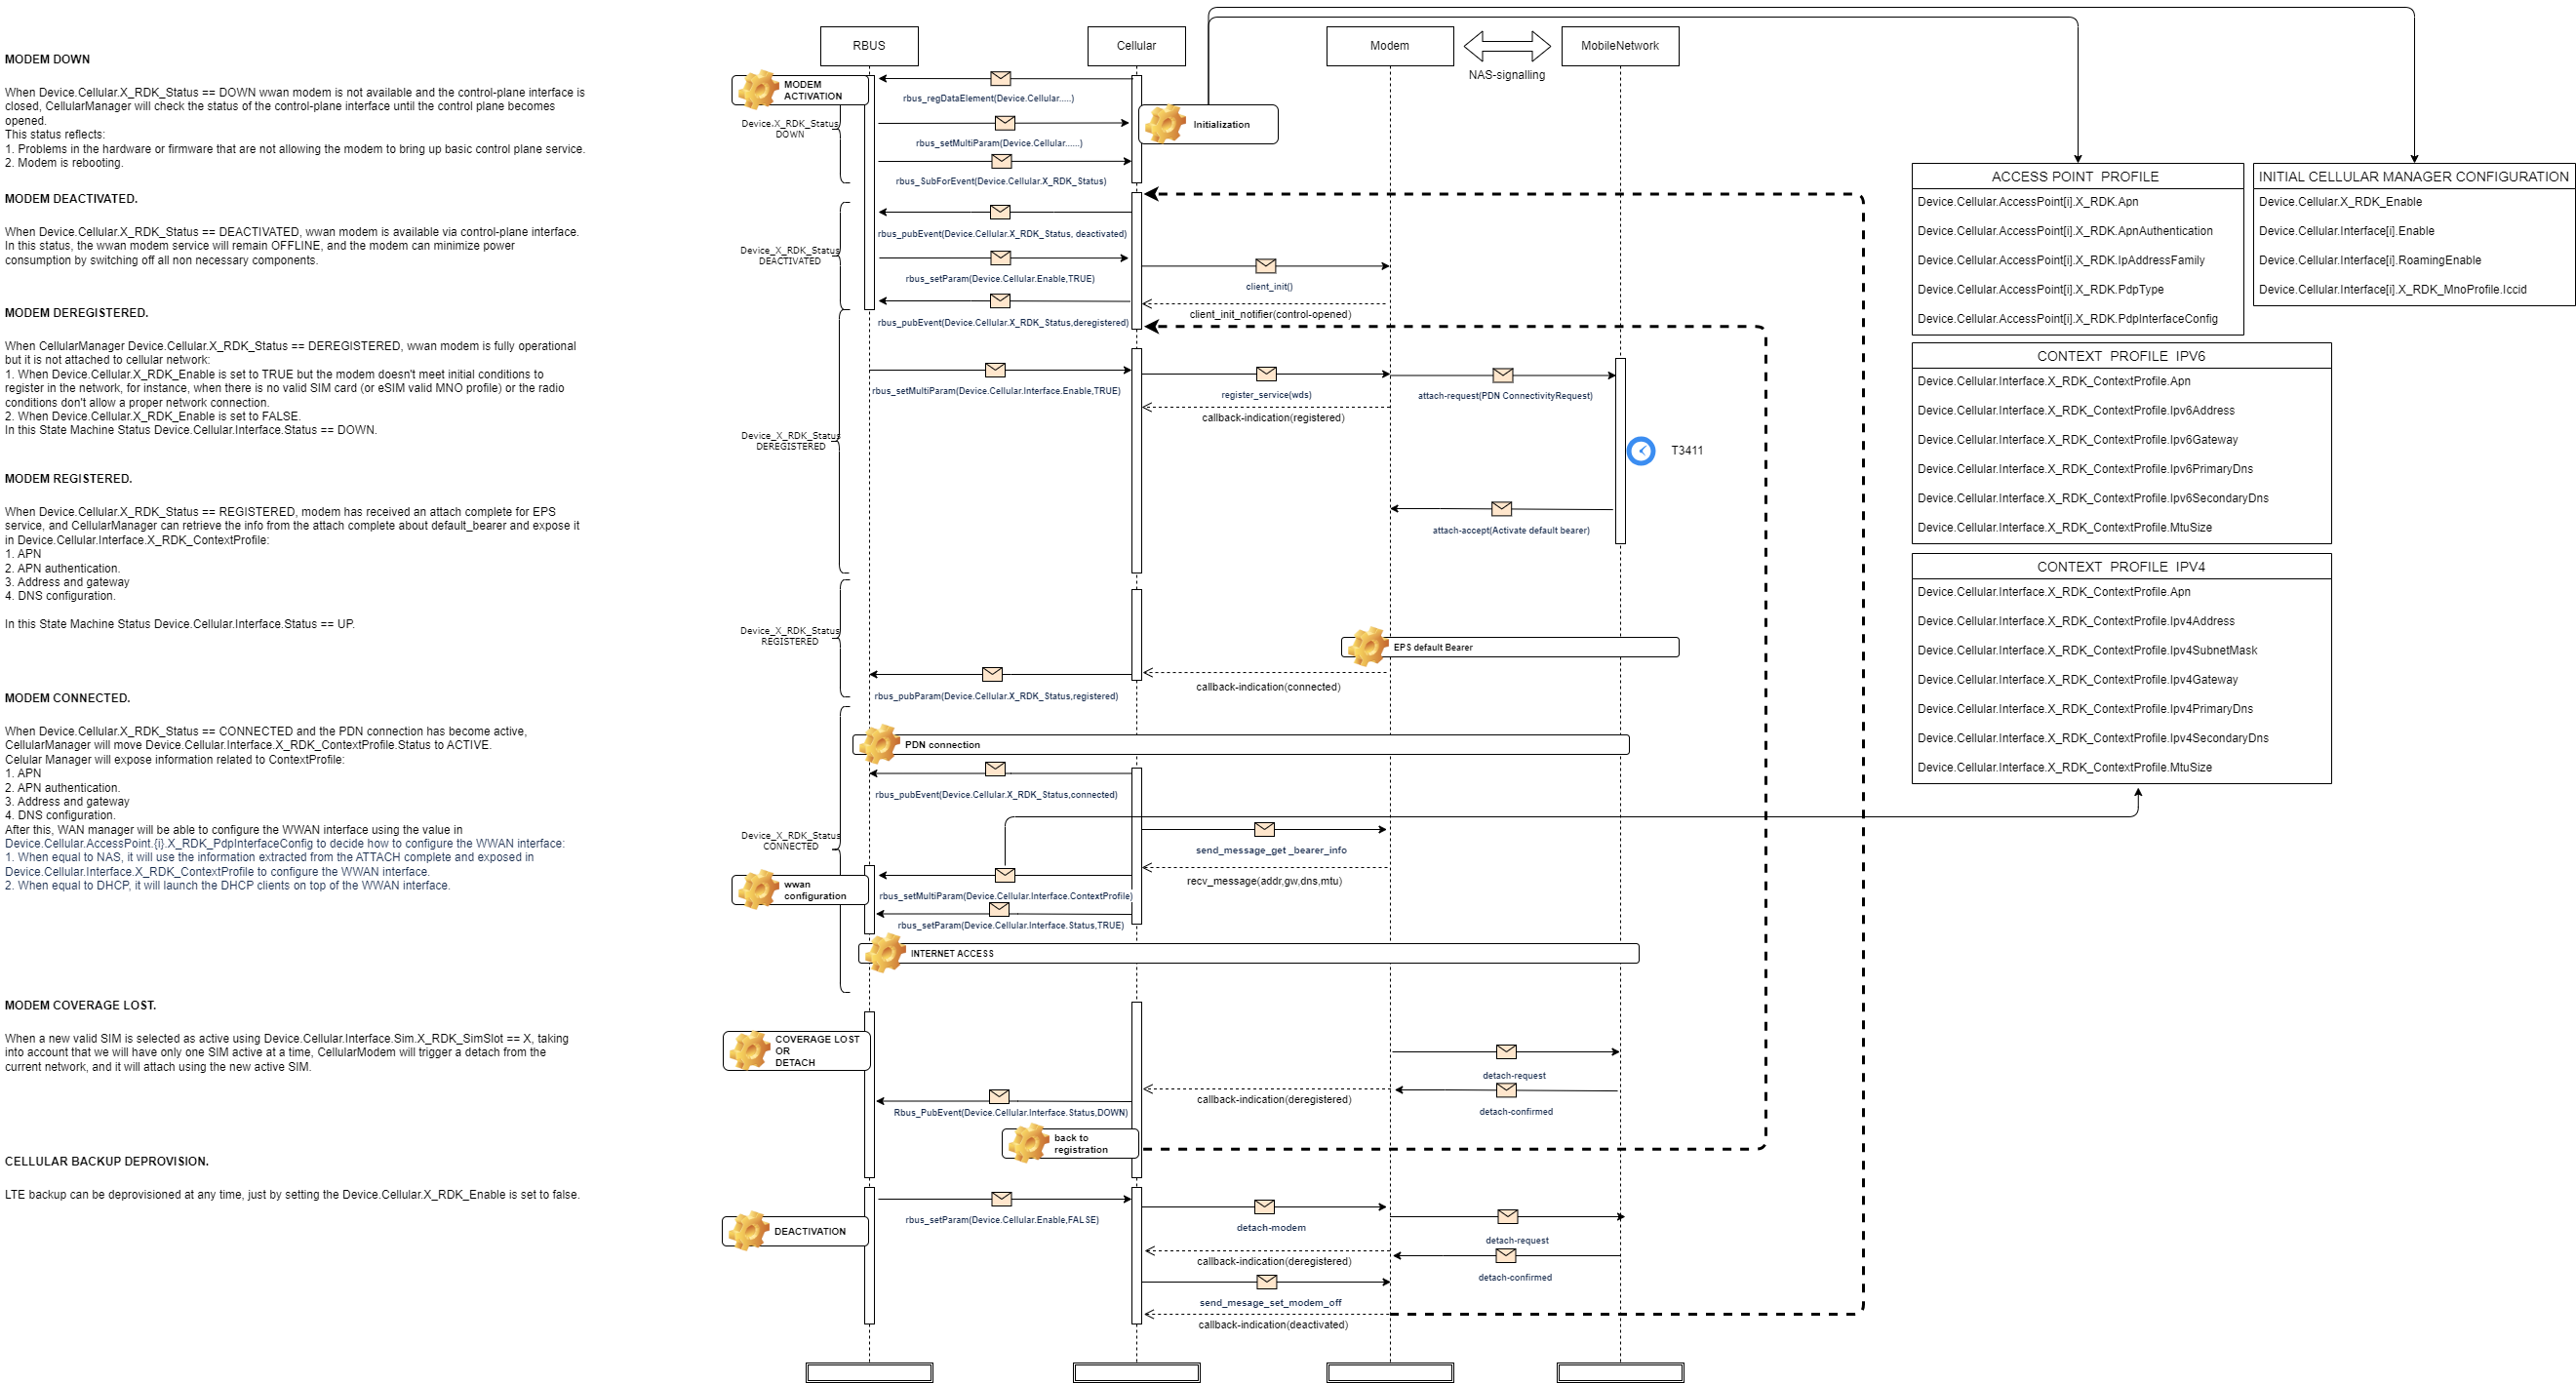 MODEM DOWN
When Device.Cellular.X_RDK_Status == DOWN wwan modem is not available and the control-plane interface is
closed, CellularManager will check the status of the control-plane interface until the control plane becomes
opened.
This status reflects:
1. Problems in the hardware or firmware that are not allowing the modem to bring up basic control plane service.
2. Modem is rebooting.
MODEM DEACTIVATED.
When Device.Cellular.X_RDK_Status == DEACTIVATED, wwan modem is available via control-plane interface.
In this status, the wwan modem service will remain OFFLINE, and the modem can minimize power
consumption by switching off all non necessary components.
MODEM DEREGISTERED.
When CellularManager Device.Cellular.X_RDK_Status == DEREGISTERED, wwan modem is fully operational
but it is not attached to cellular network:
1. When Device.Cellular.X_RDK_Enable is set to TRUE but the modem doesn't meet initial conditions to
register in the network, for instance, when there is no valid SIM card (or eSIM valid MNO profile) or the radio
conditions don't allow a proper network connection.
2. When Device.Cellular.X_RDK_Enable is set to FALSE.
In this State Machine Status Device.Cellular.Interface.Status == DOWN.
MODEM REGISTERED.
When Device.Cellular.X_RDK_Status == REGISTERED, modem has received an attach complete for EPS
service, and CellularManager can retrieve the info from the attach complete about default_bearer and expose it
in Device.Cellular.Interface.X_RDK_ContextProfile:
1. APN
2. APN authentication.
3. Address and gateway
4. DNS configuration.
In this State Machine Status Device.Cellular.Interface.Status == UP.
MODEM CONNECTED.
When Device.Cellular.X_RDK_Status == CONNECTED and the PDN connection has become active,
CellularManager will move Device.Cellular.Interface.X_RDK_ContextProfile.Status to ACTIVE.
Celular Manager will expose information related to ContextProfile:
1. APN
2. APN authentication.
3. Address and gateway
4. DNS configuration.
After this, WAN manager will be able to configure the WWAN interface using the value in
Device.Cellular.AccessPoint.{i}.X_RDK_PdpInterfaceConfig to decide how to configure the WWAN interface:
1. When equal to NAS, it will use the information extracted from the ATTACH complete and exposed in
Device.Cellular.Interface.X_RDK_ContextProfile to configure the WWAN interface.
2. When equal to DHCP, it will launch the DHCP clients on top of the WWAN interface.
MODEM COVERAGE LOST.
When a new valid SIM is selected as active using Device.Cellular.Interface.Sim.X_RDK_SimSlot == X, taking
into account that we will have only one SIM active at a time, CellularModem will trigger a detach from the
current network, and it will attach using the new active SIM.
CELLULAR BACKUP DEPROVISION.
LTE backup can be deprovisioned at any time, just by setting the Device.Cellular.X_RDK_Enable is set to false.
RBUS
Cellular
Modem
MobileNetwork
NAS-signalling
MODEM
ACTIVATION
rbus_regDataElement(Device.Cellular.....)
Device.X_RDK_Status
DOWN
Initialization
rbus_setMultiParam(Device.Cellular......)
rbus_SubForEvent(Device.Cellular.X_RDK_Status)
rbus_pubEvent(Device.Cellular.X_RDK_Status, deactivated)
Device_X_RDK_Status
DEACTIVATED
rbus_setParam(Device.Cellular.Enable,TRUE)
client_init()
client_init_notifier(control-opened)
rbus_pubEvent(Device.Cellular.X_RDK_Status,deregistered)
rbus_setMultiParam(Device.Cellular.Interface.Enable,TRUE)
register_service(wds)
attach-request(PDN ConnectivityRequest)
callback-indication(registered)
Device_X_RDK_Status
DEREGISTERED
T3411
attach-accept(Activate default bearer)
Device_X_RDK_Status
REGISTERED
EPS default Bearer
callback-indication(connected)
rbus_pubParam(Device.Cellular.X_RDK_Status,registered)
PDN connection
rbus_pubEvent(Device.Cellular.X_RDK_Status,connected)
Device_X_RDK_Status
CONNECTED
send_message_get _bearer_info
recv_message(addr,gw,dns,mtu)
wwan
configuration
rbus_setMultiParam(Device.Cellular.Interface.ContextProfile)
rbus_setParam(Device.Cellular.Interface.Status,TRUE)
INTERNET ACCESS
COVERAGE LOST
OR
DETACH
detach-request
callback-indication(deregistered)
detach-confirmed
Rbus_PubEvent(Device.Cellular.Interface.Status,DOWN)
back to
registration
rbus_setParam(Device.Cellular.Enable,FALSE)
DEACTIVATION
detach-modem
detach-request
callback-indication(deregistered)
detach-confirmed
send_mesage_set_modem_off
callback-indication(deactivated)
ACCESS POINT PROFILE
Device.Cellular.AccessPoint[i].X_RDK.Apn
Device.Cellular.AccessPoint[i].X_RDK.ApnAuthentication
Device.Cellular.AccessPoint[i].X_RDK.IpAddressFamily
Device.Cellular.AccessPoint[i].X_RDK.PdpType
Device.Cellular.AccessPoint[i].X_RDK.PdpInterfaceConfig
INITIAL CELLULAR MANAGER CONFIGURATION
Device.Cellular.X_RDK_Enable
Device.Cellular.Interface[i].Enable
Device.Cellular.Interface[i].RoamingEnable
Device.Cellular.Interface[i].X_RDK_MnoProfile.Iccid
CONTEXT PROFILE IPV6
Device.Cellular.Interface.X_RDK_ContextProfile.Apn
Device.Cellular.Interface.X_RDK_ContextProfile.Ipv6Address
Device.Cellular.Interface.X_RDK_ContextProfile.Ipv6Gateway
Device.Cellular.Interface.X_RDK_ContextProfile.Ipv6PrimaryDns
Device.Cellular.Interface.X_RDK_ContextProfile.Ipv6SecondaryDns
Device.Cellular.Interface.X_RDK_ContextProfile.MtuSize
CONTEXT PROFILE IPV4
Device.Cellular.Interface.X_RDK_ContextProfile.Apn
Device.Cellular.Interface.X_RDK_ContextProfile.Ipv4Address
Device.Cellular.Interface.X_RDK_ContextProfile.Ipv4SubnetMask
Device.Cellular.Interface.X_RDK_ContextProfile.Ipv4Gateway
Device.Cellular.Interface.X_RDK_ContextProfile.Ipv4PrimaryDns
Device.Cellular.Interface.X_RDK_ContextProfile.Ipv4SecondaryDns
Device.Cellular.Interface.X_RDK_ContextProfile.MtuSize